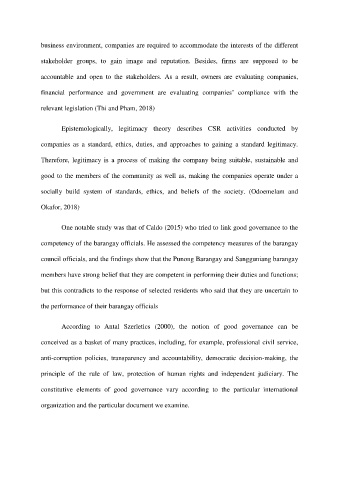 business environment, companies are required to accommodate the interests of the different
stakeholder groups, to gain image and reputation. Besides, firms are supposed to be
accountable and open to the stakeholders. As a result, owners are evaluating companies,
financial performance and government are evaluating companies' compliance with the
relevant legislation (Thi and Pham, 2018)
Epistemologically, legitimacy theory describes CSR activities conducted by
companies as a standard, ethics, duties, and approaches to gaining a standard legitimacy.
Therefore, legitimacy is a process of making the company being suitable, sustainable and
good to the members of the community as well as, making the companies operate under a
socially build system of standards, ethics, and beliefs of the society. (Odoemelam and
Okafor, 2018)
One notable study was that of Caldo (2015) who tried to link good governance to the
competency of the barangay officials. He assessed the competency measures of the barangay
council officials, and the findings show that the Punong Barangay and Sangguniang barangay
members have strong belief that they are competent in performing their duties and functions;
but this contradicts to the response of selected residents who said that they are uncertain to
the performance of their barangay officials
According to Antal Szerletics (2000), the notion of good governance can be
conceived as a basket of many practices, including, for example, professional civil service,
anti-corruption policies, transparency and accountability, democratic decision-making, the
principle of the rule of law, protection of human rights and independent judiciary. The
constitutive elements of good governance vary according to the particular international
organization and the particular document we examine.